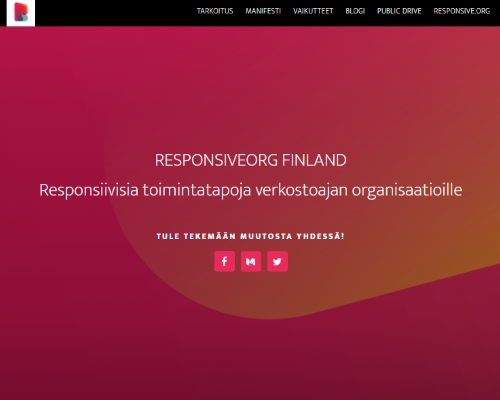 TARKOITUS MANIFESTI VAIKUTTEET BLOGI PUBLIC DRIVE RESPONSIVE.ORG
RESPONSIVEORG FINLAND
Responsiivisia toimintatapoja verkostoajan organisaatioille
TULE TEKEMÄÄN MUUTOSTA YHDESSÄ!